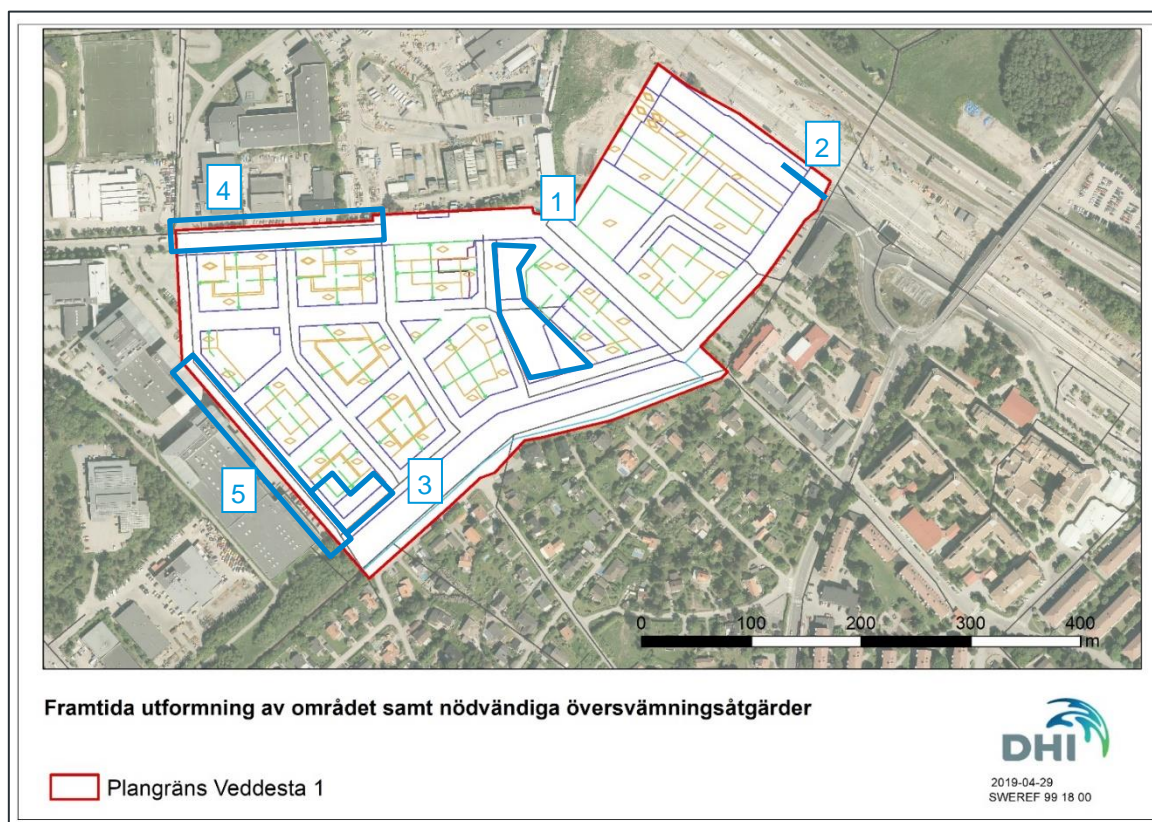 2
4
1
3
5
0 100 200 300 400
m
Framtida utformning av området samt nödvändiga översvämningsåtgärder
DHI
Plangräns Veddesta 1
2019-04-29
SWEREF 99 18 00